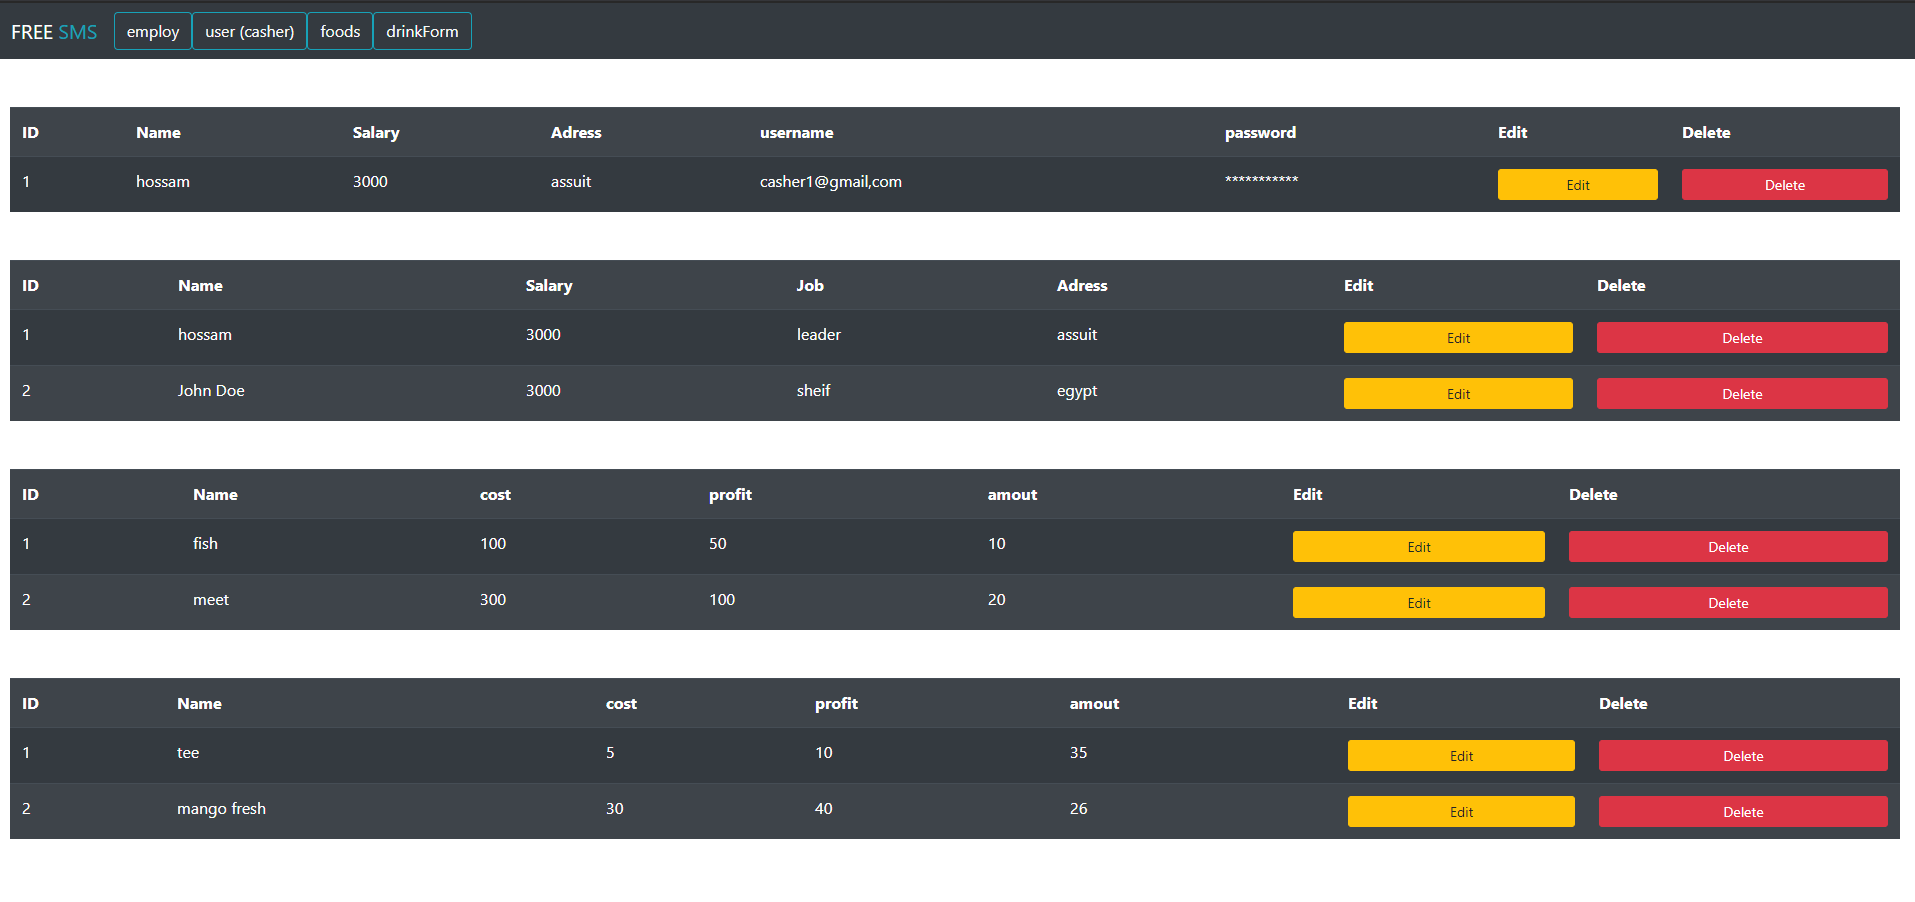 FREE SMS employ user (casher) foods drinkForm
ID Name Salary Adress username password Edit Delete
1 hossam 3000 assuit casher1@gmail,com *********** Edit Delete
ID Name Salary Job Adress Edit Delete
1 hossam 3000 leader assuit Edit Delete
2 John Doe 3000 sheif egypt Edit Delete
ID Name cost profit amout Edit Delete
1 fish 100 50 10 Edit Delete
2 meet 300 100 20 Edit Delete
ID Name cost profit amout Edit Delete
1 tee 5 10 35 Edit Delete
2 mango fresh 30 40 26 Edit Delete